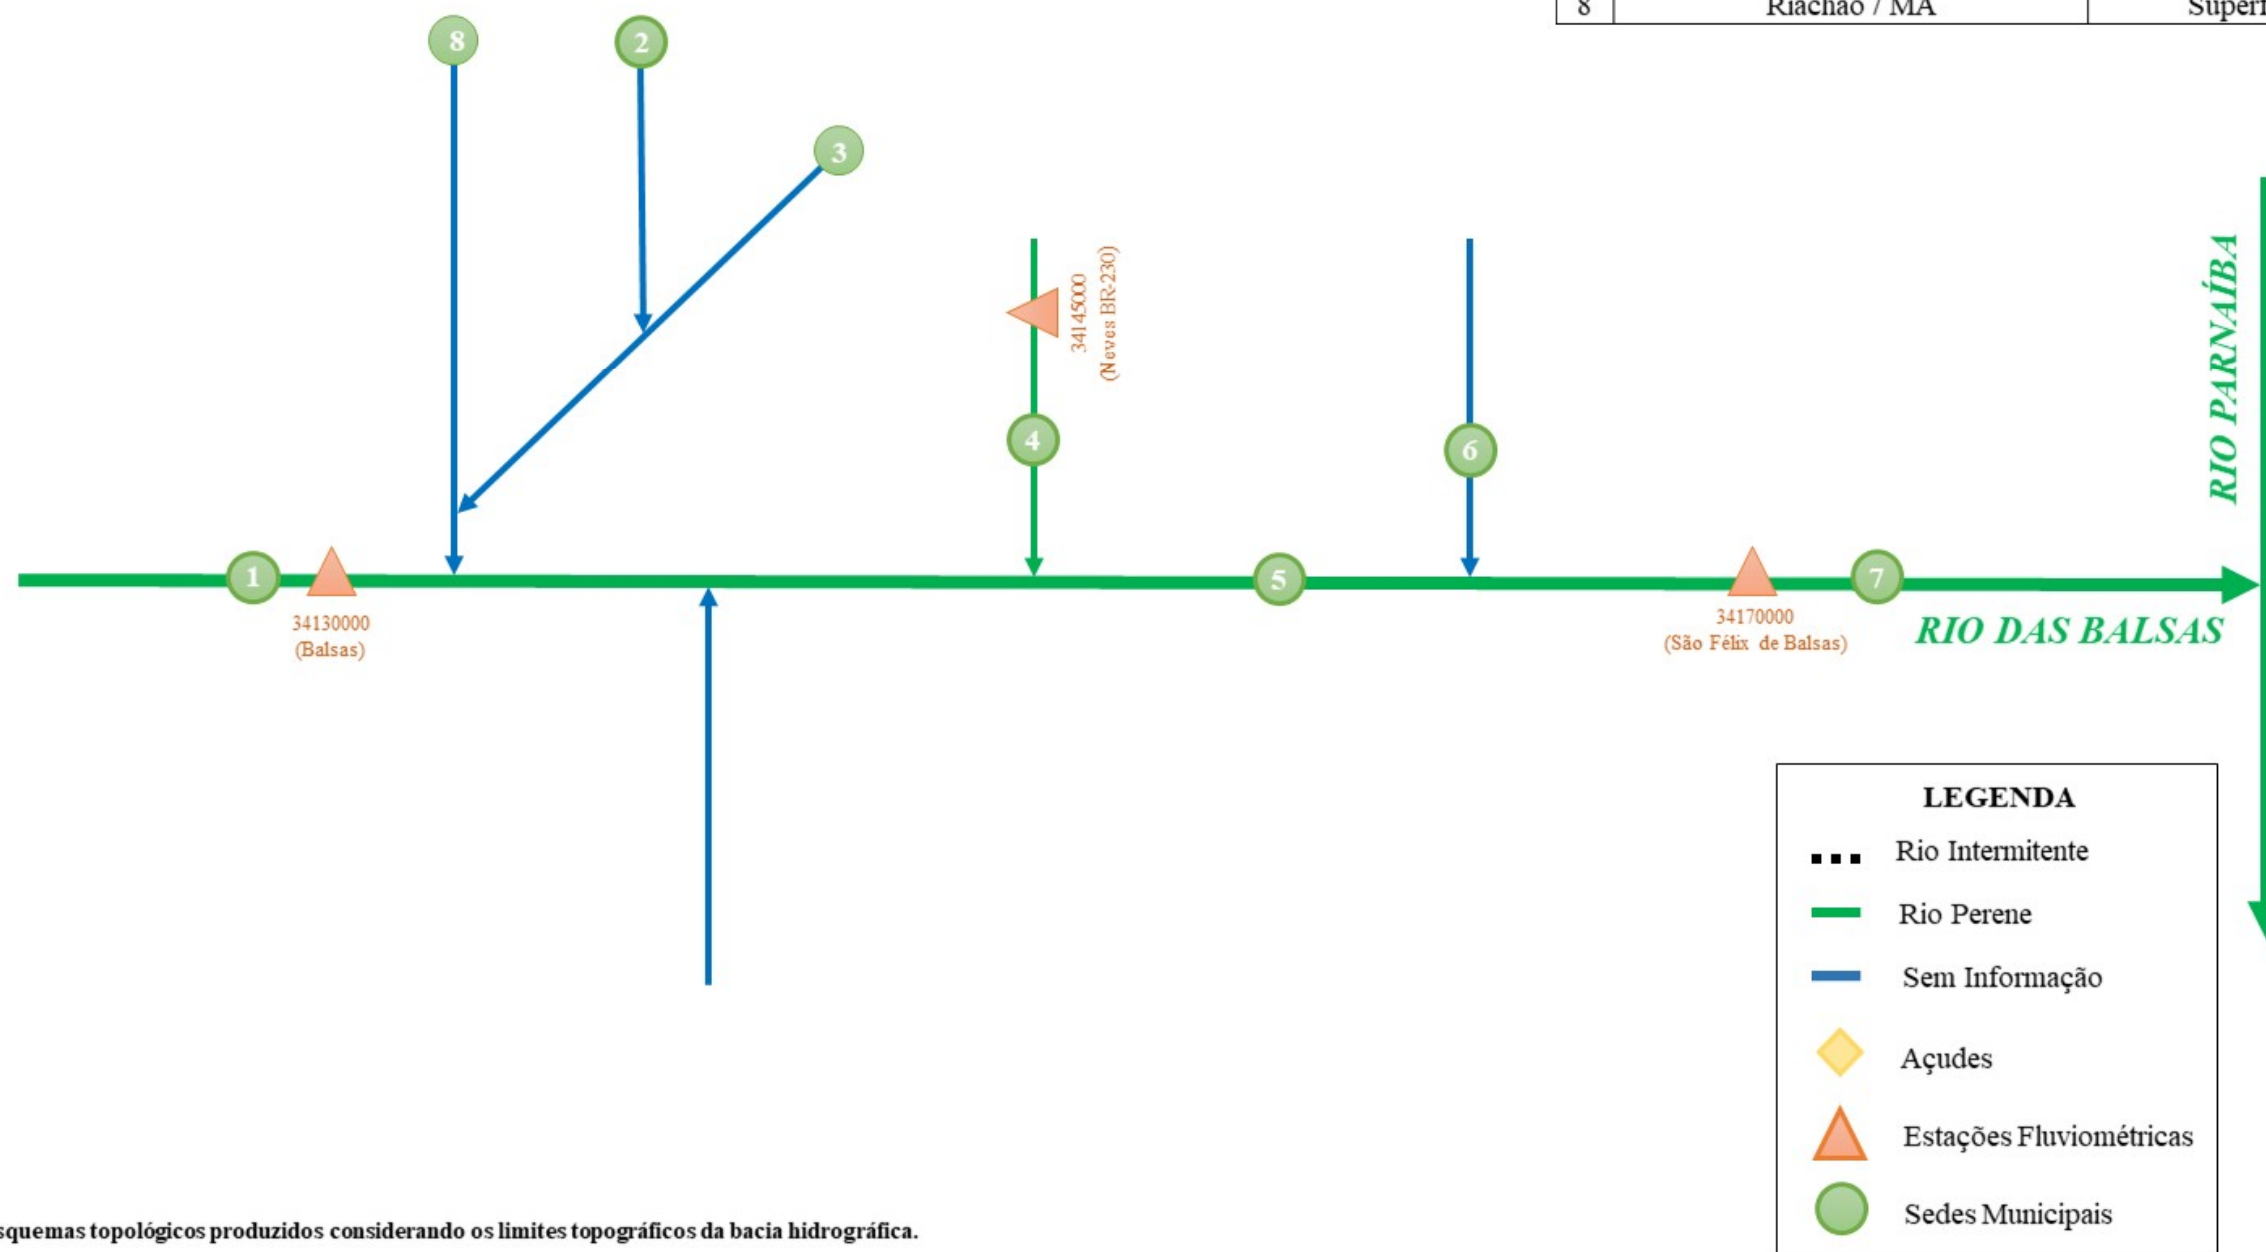 8 Riachão / MA
8
2
3
34145000
(Neves BR-230)
4
6
RIO PARNAÍBA
1
5
7
34130000
(Balsas)
34170000
(São Félix de Balsas)
RIO DAS BALSAS
LEGENDA
Rio Intermitente
Rio Perene
Sem Informação
Açudes
Estações Fluviométricas
Sedes Municipais
squemas topológicos produzidos considerando os limites topográficos da bacia hidrográfica.